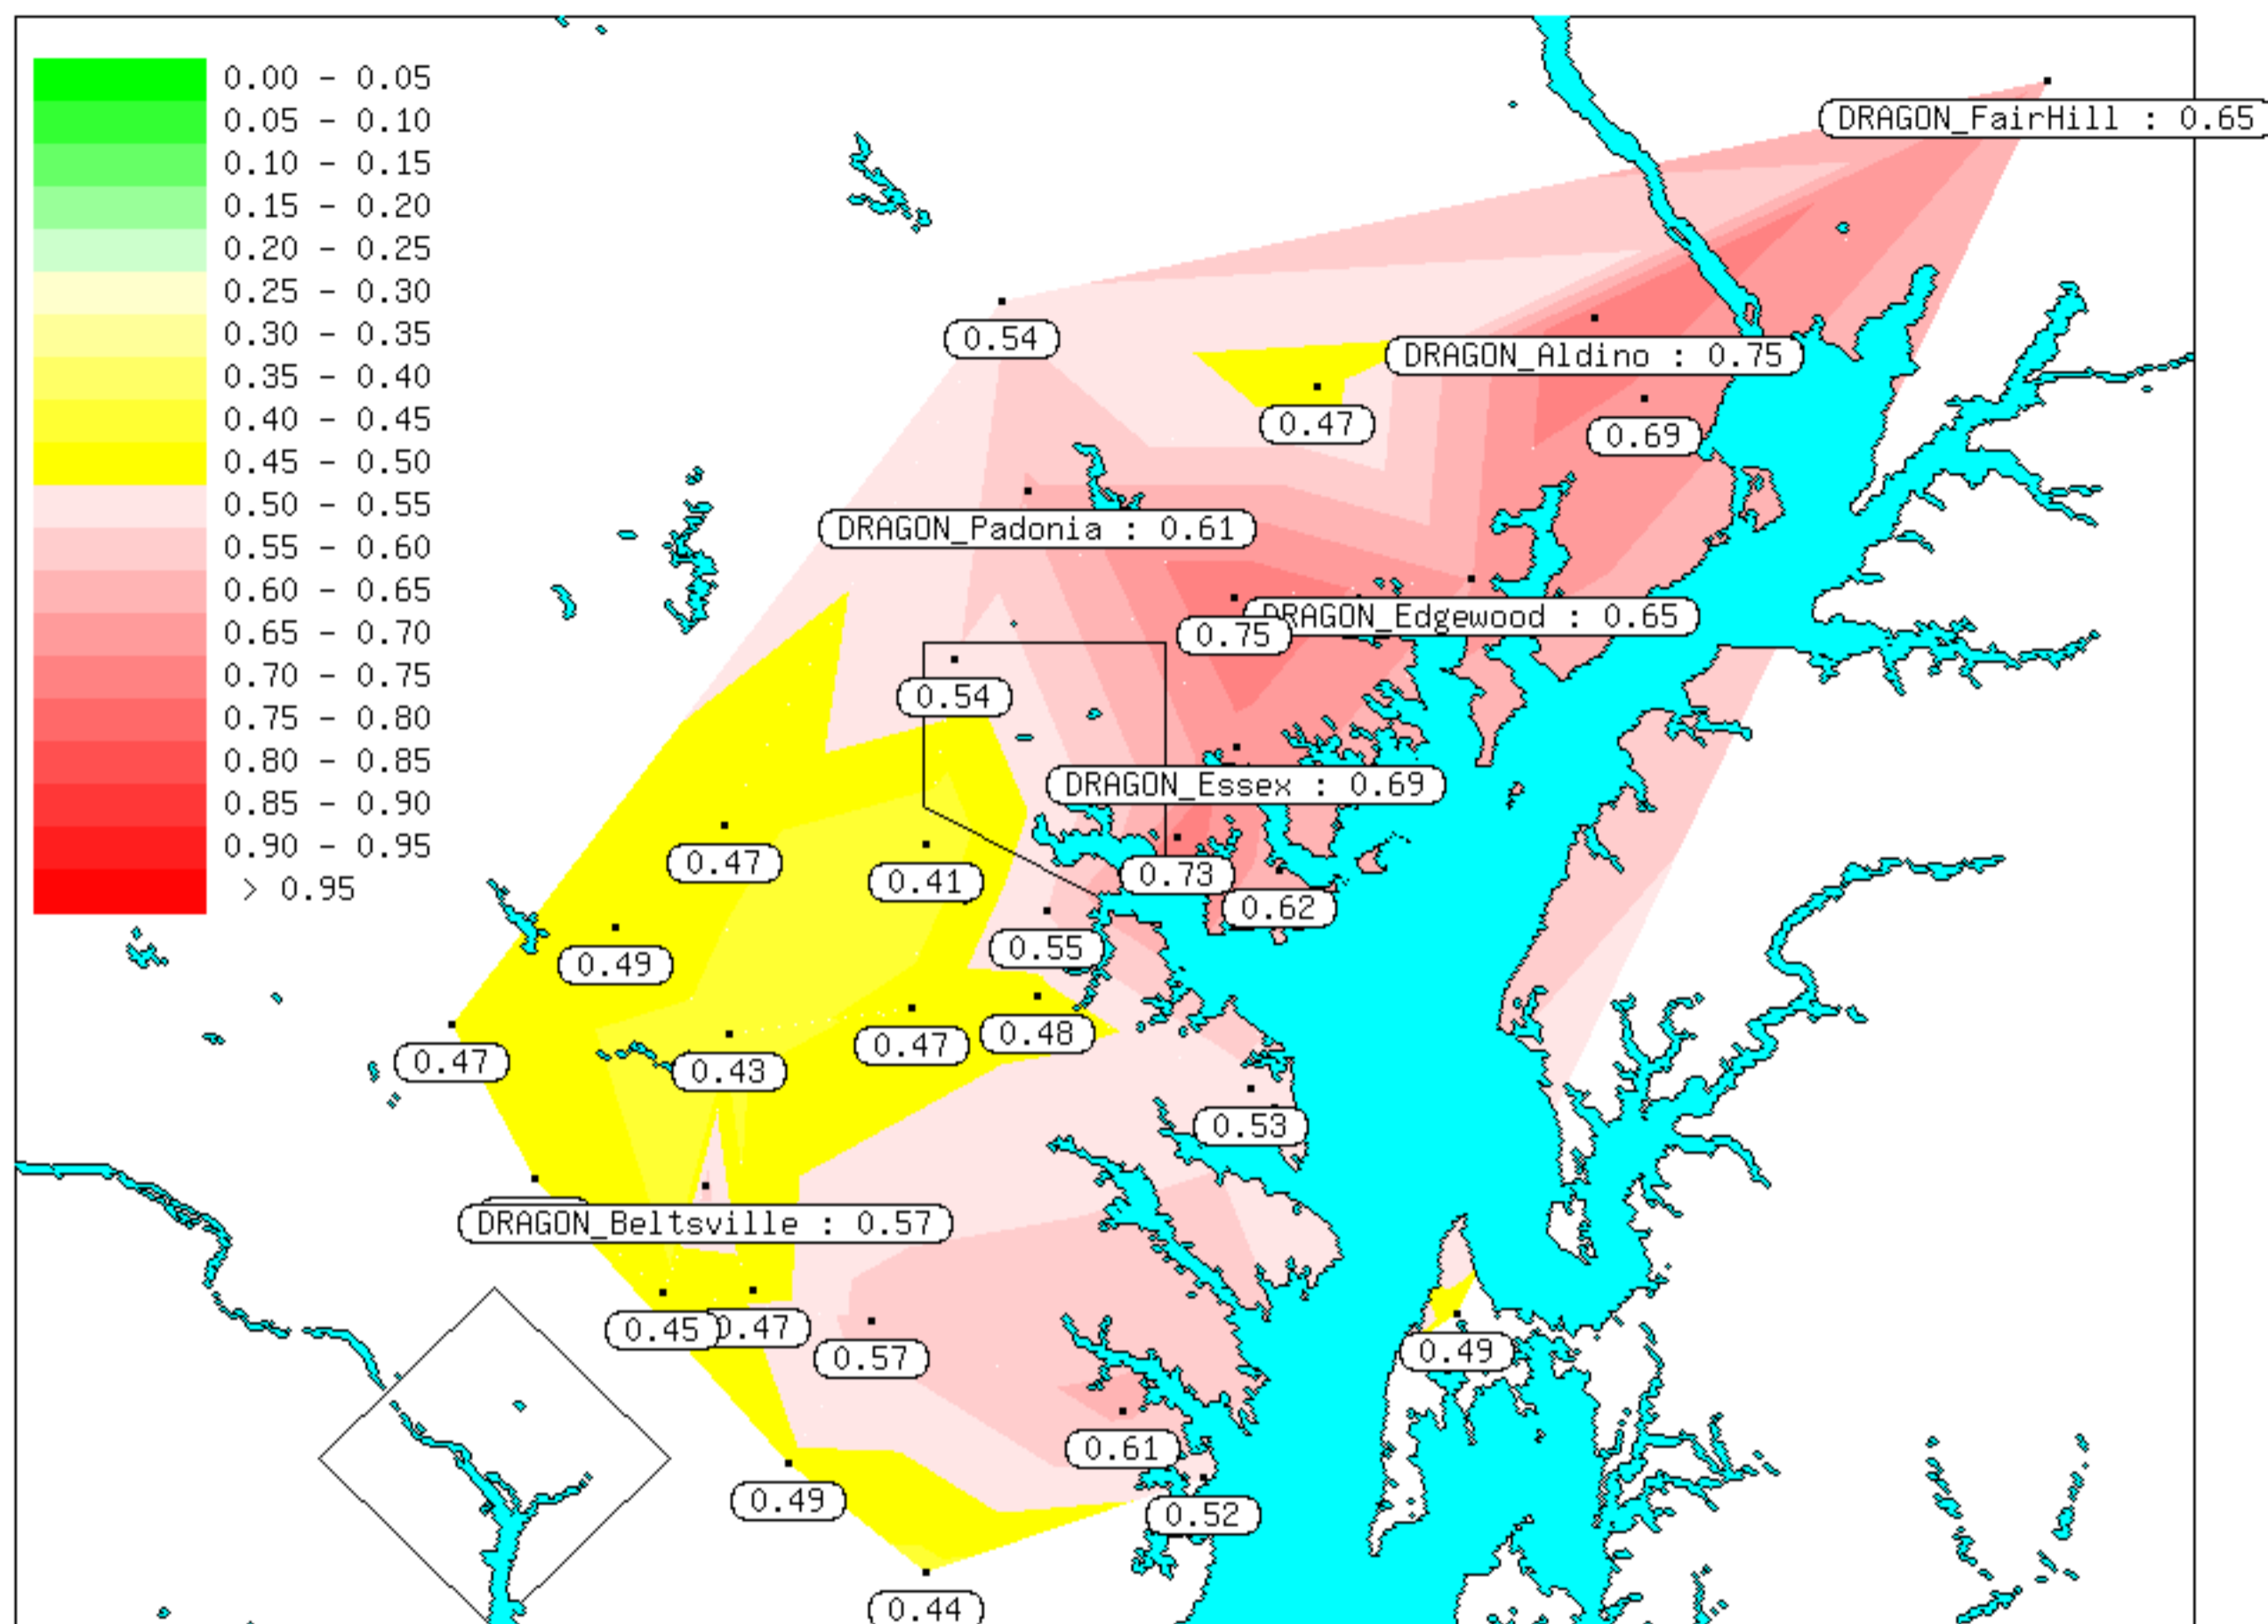 0.00 - 0.05
0.05 - 0.10
0.10 - 0.15
0.15 - 0.20
0.20 - 0.25
0.25 - 0.30
0.30 - 0.35
0.35 - 0.40
0.40 - 0.45
0.45 - 0.50
0.50 - 0.55
0.55 - 0.60
0.60 - 0.65
0.65 - 0.70
0.70 - 0.75
0.75 - 0.80
0.80 - 0.85
0.85 - 0.90
0.90 - 0.95
> 0.95
DRAGON_FairHill : 0.65
0.54
DRAGON_Aldino : 0.75
0.47
0.69
DRAGON_Padonia : 0.61
DRAGON_Edgewood : 0.65
0.75
0.54
DRAGON_Essex : 0.69
0.47
0.41
0.73
0.62
0.55
0.49
0.48
0.47
0.47
0.43
0.53
DRAGON_Beltsville : 0.57
0.45
0.47
0.57
0.49
0.61
0.49
0.52
0.44